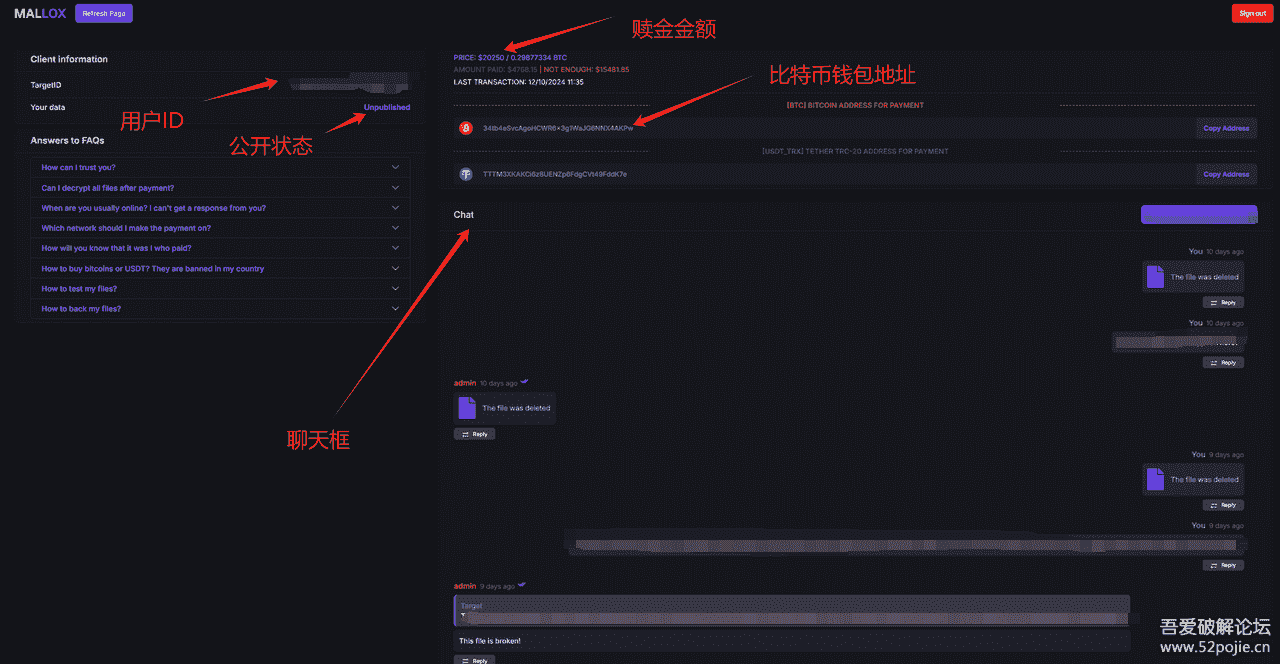 MALLOX
Refresh Page
Sign out
赎金金额
Client information
TargetID
Your data
Unpublished
用户ID
公开状态
Answers to FAQs
How can I trust you?
Can I decrypt all files after payment?
When are you usually online? I can't get a response from you?
Which network should I make the payment on?
How will you know that it was I who paid?
How to buy bitcoins or USDT? They are banned in my country
How to test my files?
How to back my files?
PRICE: $20250 / 0.29877334 BTC
AMOUNT PAID: $4768.15 | NOT ENOUGH: $15481.85
LAST TRANSACTION: 12/10/2024 11:35
比特币钱包地址
[BTC] BITCOIN ADDRESS FOR PAYMENT
Copy Address
[USDT_TRX] TETHER TRC-20 ADDRESS FOR PAYMENT
Copy Address
Chat
聊天框
You 10 days ago
The file was deleted
Reply
You 10 days ago
Reply
admin 10 days ago
The file was deleted
Reply
You 9 days ago
The file was deleted
Reply
You 9 days ago
Reply
admin 9 days ago
Target
This file is broken!
Reply
吾爱破解论坛
www.52pojie.cn